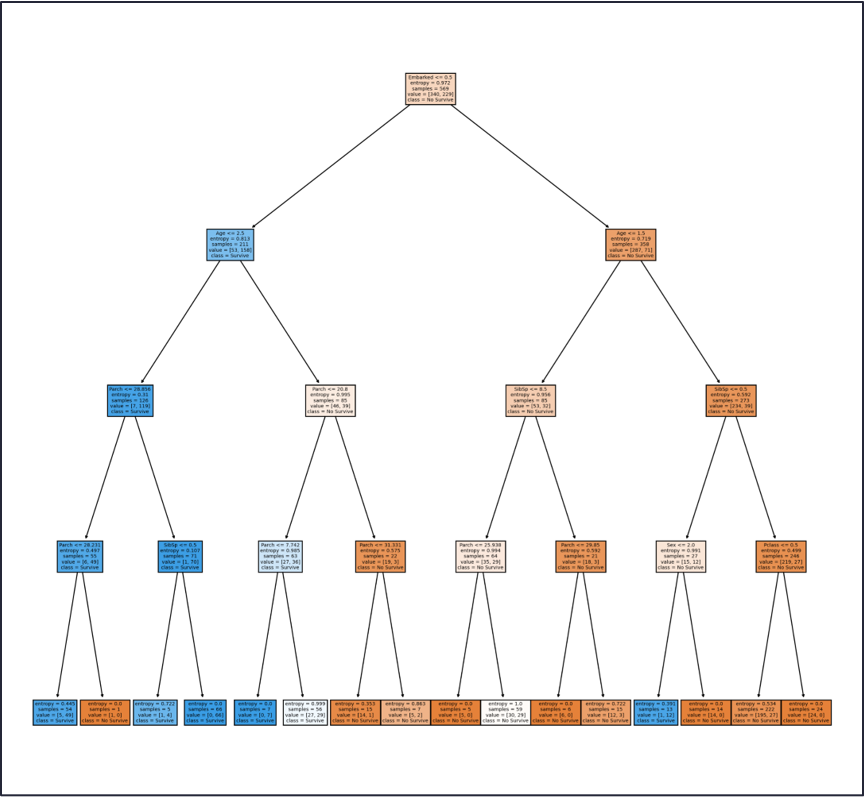 Embarked <= 0.5
entropy = 0.972
samples = 569
value = [340, 229]
class = No Survive
Age <= 2.5
entropy = 0.813
samples = 211
value = [53, 158]
class = Survive
Age <= 1.5
entropy = 0.719
samples = 358
value = [287, 71]
class = No Survive
Parch <= 28.856
entropy = 0.31
samples = 126
value = [7, 119]
class = Survive
Parch <= 20.8
entropy = 0.995
samples = 85
value = [46, 39]
class = No Survive
SibSp <= 8.5
entropy = 0.956
samples = 85
value = [53, 32]
class = No Survive
SibSp <= 0.5
entropy = 0.592
samples = 273
value = [234, 39]
class = No Survive
Parch <= 28.231
entropy = 0.497
samples = 55
value = [6, 49]
class = Survive
SibSp <= 0.5
entropy = 0.107
samples = 71
value = [1, 70]
class = Survive
Parch <= 7.742
entropy = 0.985
samples = 63
value = [27, 36]
class = Survive
Parch <= 31.331
entropy = 0.575
samples = 22
value = [19, 3]
class = No Survive
Parch <= 25.938
entropy = 0.994
samples = 64
value = [35, 29]
class = No Survive
Parch <= 29.85
entropy = 0.592
samples = 21
value = [18, 3]
class = No Survive
Sex <= 2.0
entropy = 0.991
samples = 27
value = [15, 12]
class = No Survive
Pclass <= 0.5
entropy = 0.499
samples = 246
value = [219, 27]
class = No Survive
entropy = 0.445
samples = 54
value = [5, 49]
class = Survive
entropy = 0.0
samples = 1
value = [1, 0]
class = No Survive
entropy = 0.722
samples = 5
value = [1, 4]
class = Survive
entropy = 0.0
samples = 66
value = [0, 66]
class = Survive
entropy = 0.0
samples = 7
value = [0, 7]
class = Survive
entropy = 0.999
samples = 56
value = [27, 29]
class = Survive
entropy = 0.353
samples = 15
value = [14, 1]
class = No Survive
entropy = 0.863
samples = 7
value = [5, 2]
class = No Survive
entropy = 0.0
samples = 5
value = [5, 0]
class = No Survive
entropy = 1.0
samples = 59
value = [30, 29]
class = No Survive
entropy = 0.0
samples = 6
value = [6, 0]
class = No Survive
entropy = 0.722
samples = 15
value = [12, 3]
class = No Survive
entropy = 0.391
samples = 13
value = [1, 12]
class = Survive
entropy = 0.0
samples = 14
value = [14, 0]
class = No Survive
entropy = 0.534
samples = 222
value = [195, 27]
class = No Survive
entropy = 0.0
samples = 24
value = [24, 0]
class = No Survive